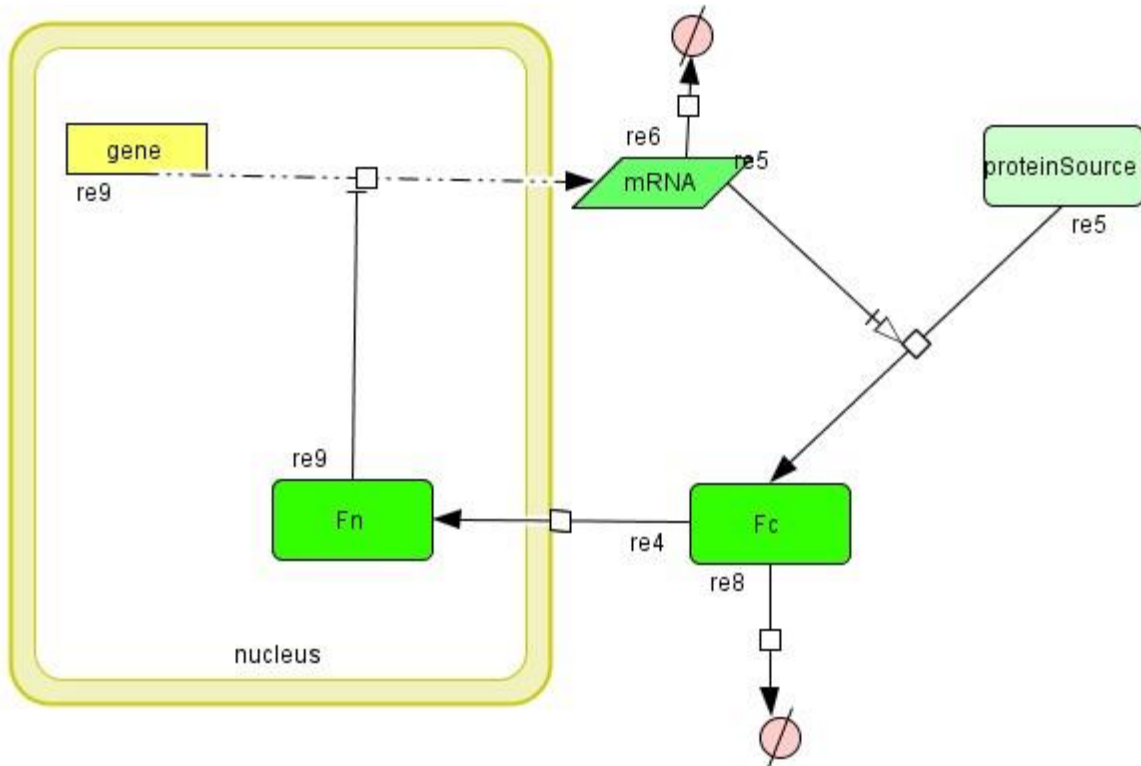 re6
gene
re5
proteinSource
mRNA
re9
re5
re9
Fn
Fc
re4
re8
nucleus